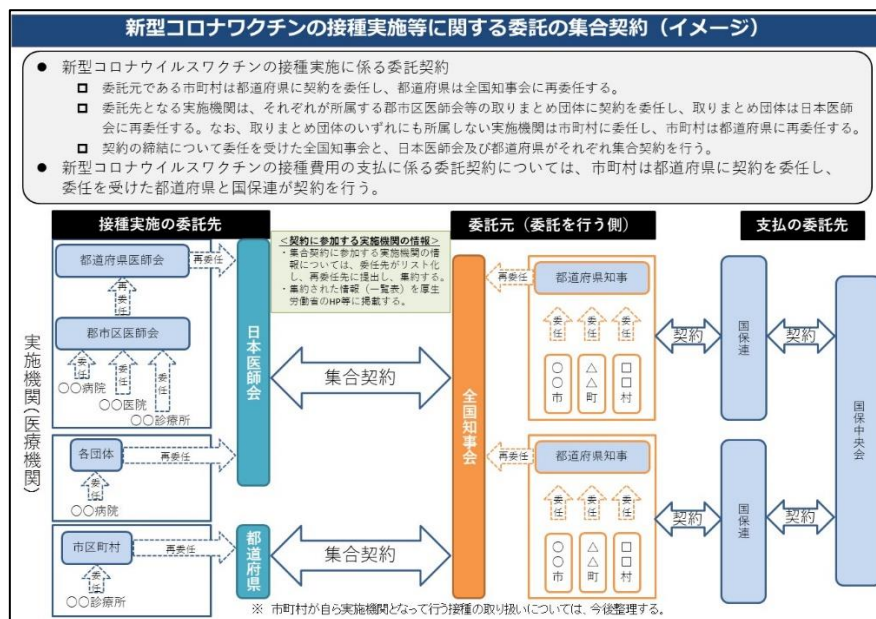 新型コロナワクチンの接種実施等に関する委託の集合契約（イメージ）
● 新型コロナウイルスワクチンの接種実施に係る委託契約
□ 委託元である市町村は都道府県に契約を委任し、都道府県は全国知事会に再委任する。
□ 委託先となる実施機関は、それぞれが所属する郡市区医師会等の取りまとめ団体に契約を委任し、取りまとめ団体は日本医師
会に再委任する。なお、取りまとめ団体のいずれにも所属しない実施機関は市町村に委任し、市町村は都道府県に再委任する。
□ 契約の締結について委任を受けた全国知事会と、日本医師会及び都道府県がそれぞれ集合契約を行う。
● 新型コロナウイルスワクチンの接種費用の支払に係る委託契約については、市町村は都道府県に契約を委任し、
委任を受けた都道府県と国保連が契約を行う。
接種実施の委託先
委託元（委託を行う側）
支払の委託先
＜契約に参加する実施機関の情報＞
・集合契約に参加する実施機関の情
報については、委任先がリスト化
し、再委任先に提出し、集約する。
・集約された情報（一覧表）を厚生
労働省のHP等に掲載する。
実施機関（医療機関）
都道府県医師会
再委任
再委任
郡市区医師会
委任
委任
委任
〇〇病院
〇〇医院
〇〇診療所
各団体
再委任
委任
〇〇病院
市区町村
再委任
委任
〇〇診療所
日本医師会
都道府県
集合契約
集合契約
全国知事会
再委任
都道府県知事
委任
委任
委任
〇〇市
△△町
□□村
再委任
都道府県知事
委任
委任
委任
〇〇市
△△町
□□村
契約
国保連
契約
契約
国保連
契約
国保中央会
※ 市町村が自ら実施機関となって行う接種の取り扱いについては、今後整理する。